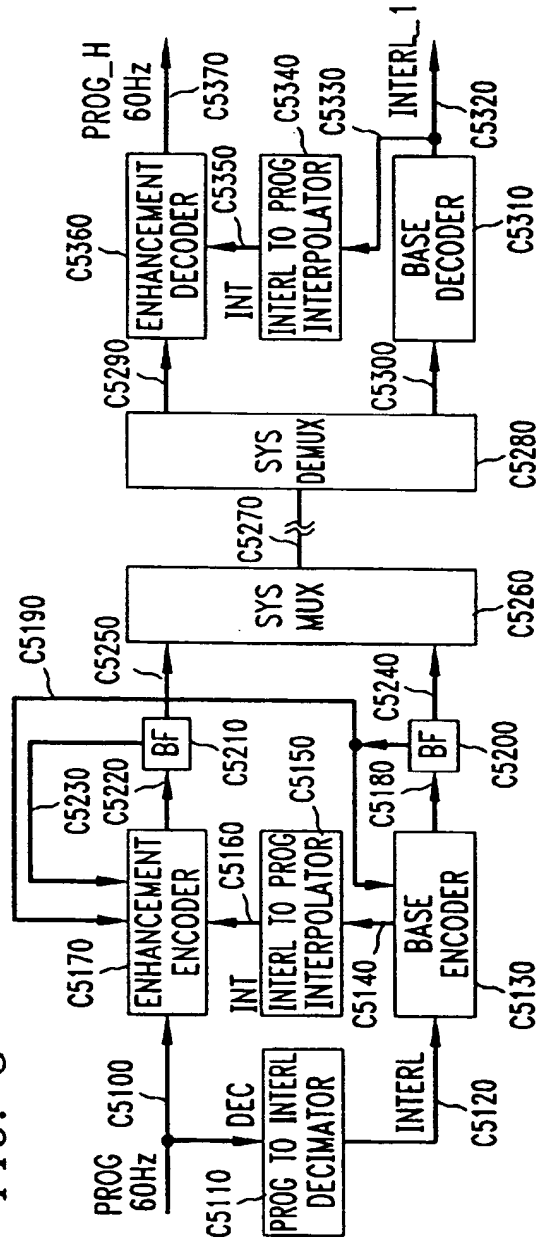 PROG
60Hz
C5100
DEC
C5110
PROG TO INTERL
DECIMATOR
INTERL
C5120
C5170
ENHANCEMENT
ENCODER
C5230
C5190
C5220
BF
C5210
C5250
INT
C5160
INTERL TO PROG
INTERPOLATOR
C5150
C5140
BASE
ENCODER
C5130
C5180
BF
C5200
C5240
SYS
MUX
C5260
C5270
SYS
DEMUX
C5280
C5290
C5300
C5360
ENHANCEMENT
DECODER
PROG_H
60Hz
C5370
INT
C5350
INTERL TO PROG
INTERPOLATOR
C5340
C5330
BASE
DECODER
C5310
INTERL_1
C5320